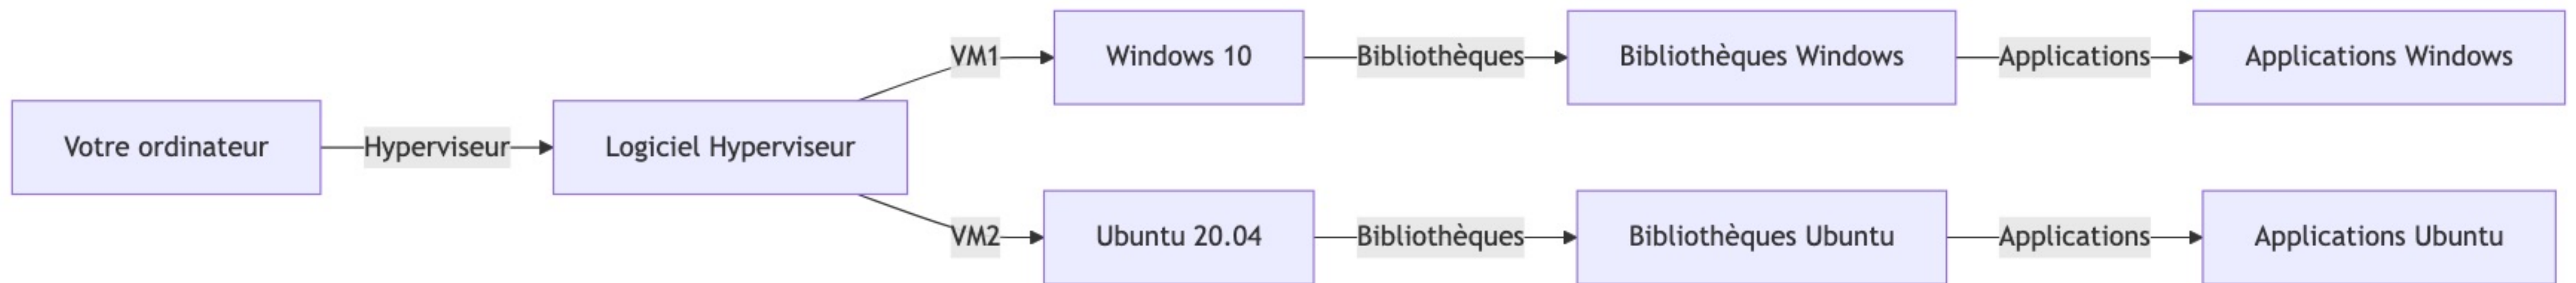 Votre ordinateur
Hyperviseur
Logiciel Hyperviseur
VM1
Windows 10
Bibliothèques
Bibliothèques Windows
Applications
Applications Windows
VM2
Ubuntu 20.04
Bibliothèques
Bibliothèques Ubuntu
Applications
Applications Ubuntu